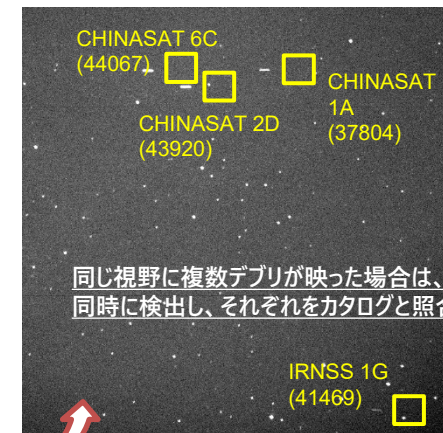 CHINASAT 6C
(44067)
CHINASAT 2D
(43920)
CHINASAT
1A
(37804)
同じ視野に複数デブリが映った場合は、
同時に検出し、それぞれをカタログと照合
IRNSS 1G
(41469)